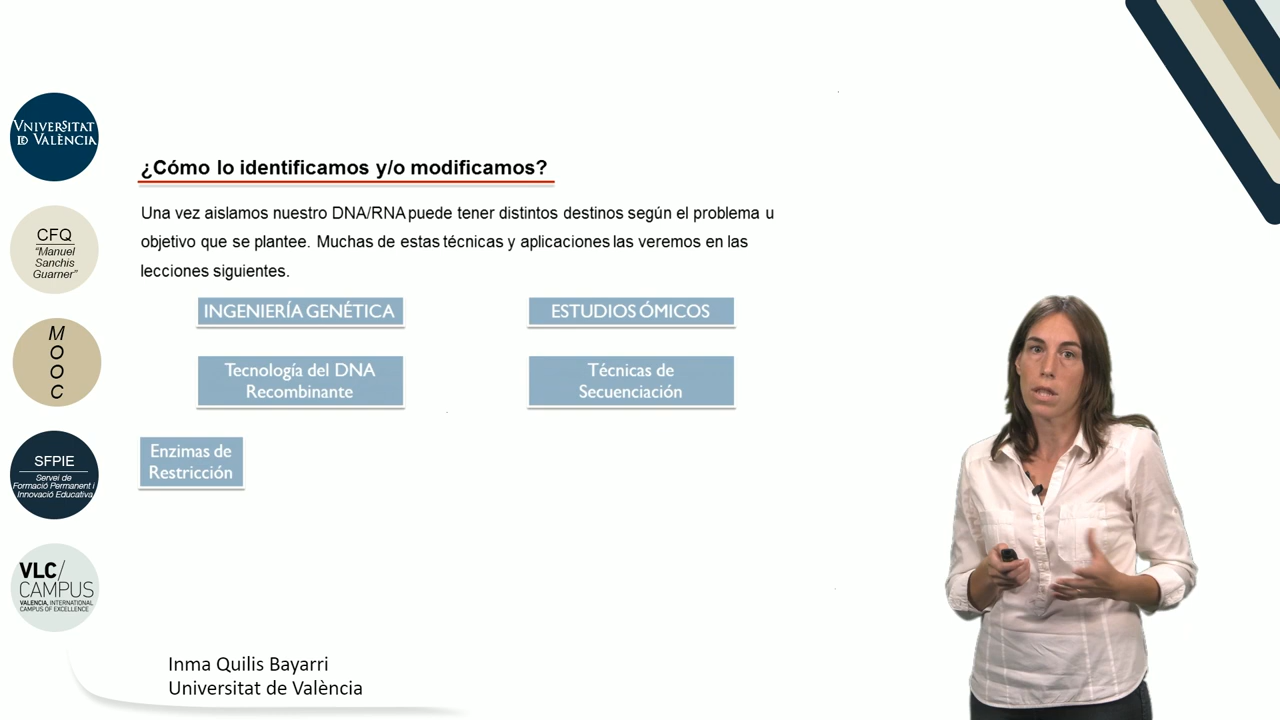 VNIVERSITAT
ID VALÈNCIA
CFQ
“Manuel
Sanchis
Guarner”
M
O
O
C
SFPIE
Servei de
Formació Permanent i
Innovació Educativa
VLC/
CAMPUS
VALENCIA, INTERNATIONAL
CAMPUS OF EXCELLENCE
¿Cómo lo identificamos y/o modificamos?
Una vez aislamos nuestro DNA/RNA puede tener distintos destinos según el problema u
objetivo que se plantee. Muchas de estas técnicas y aplicaciones las veremos en las
lecciones siguientes.
INGENIERÍA GENÉTICA
ESTUDIOS ÓMICOS
Tecnología del DNA
Recombinante
Técnicas de
Secuenciación
Enzimas de
Restricción
Inma Quilis Bayarri
Universitat de València